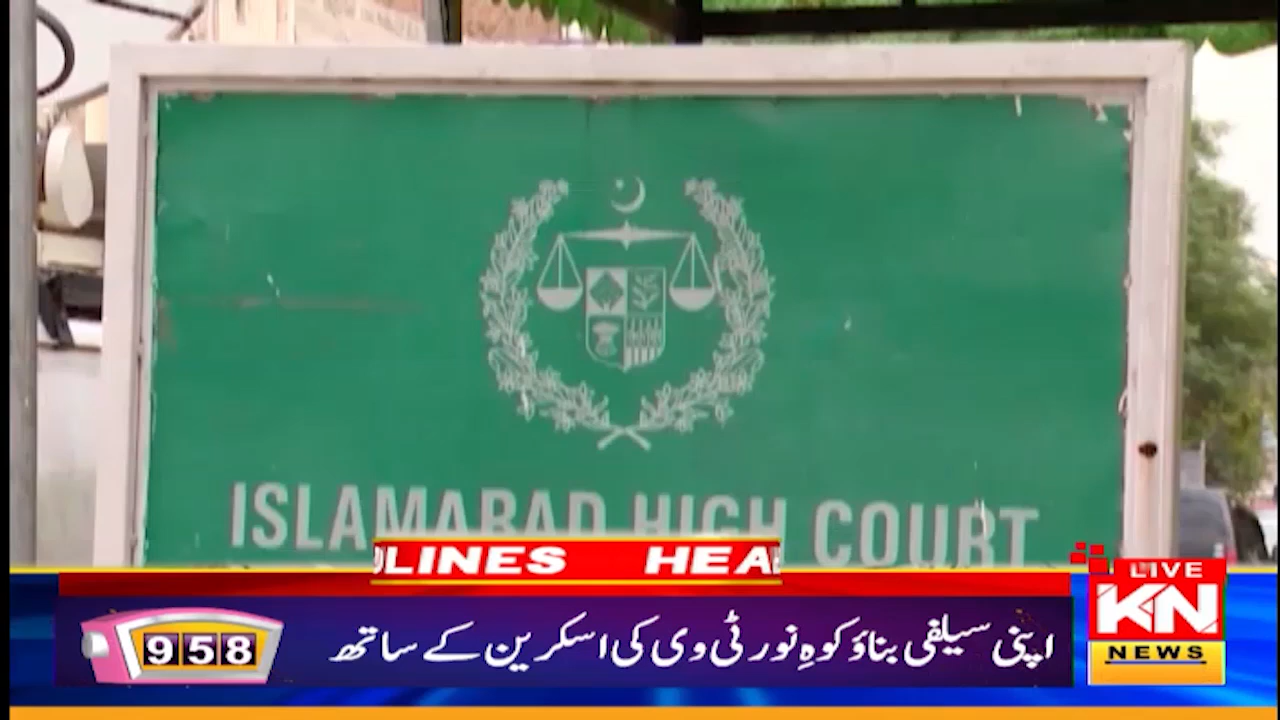 ISLAMABAD HIGH COURT
DLINES HEA
LIVE
KN
NEWS
958
اپنی سیلفی بناؤ کوہِ نور ٹی وی کی اسکرین کے ساتھ